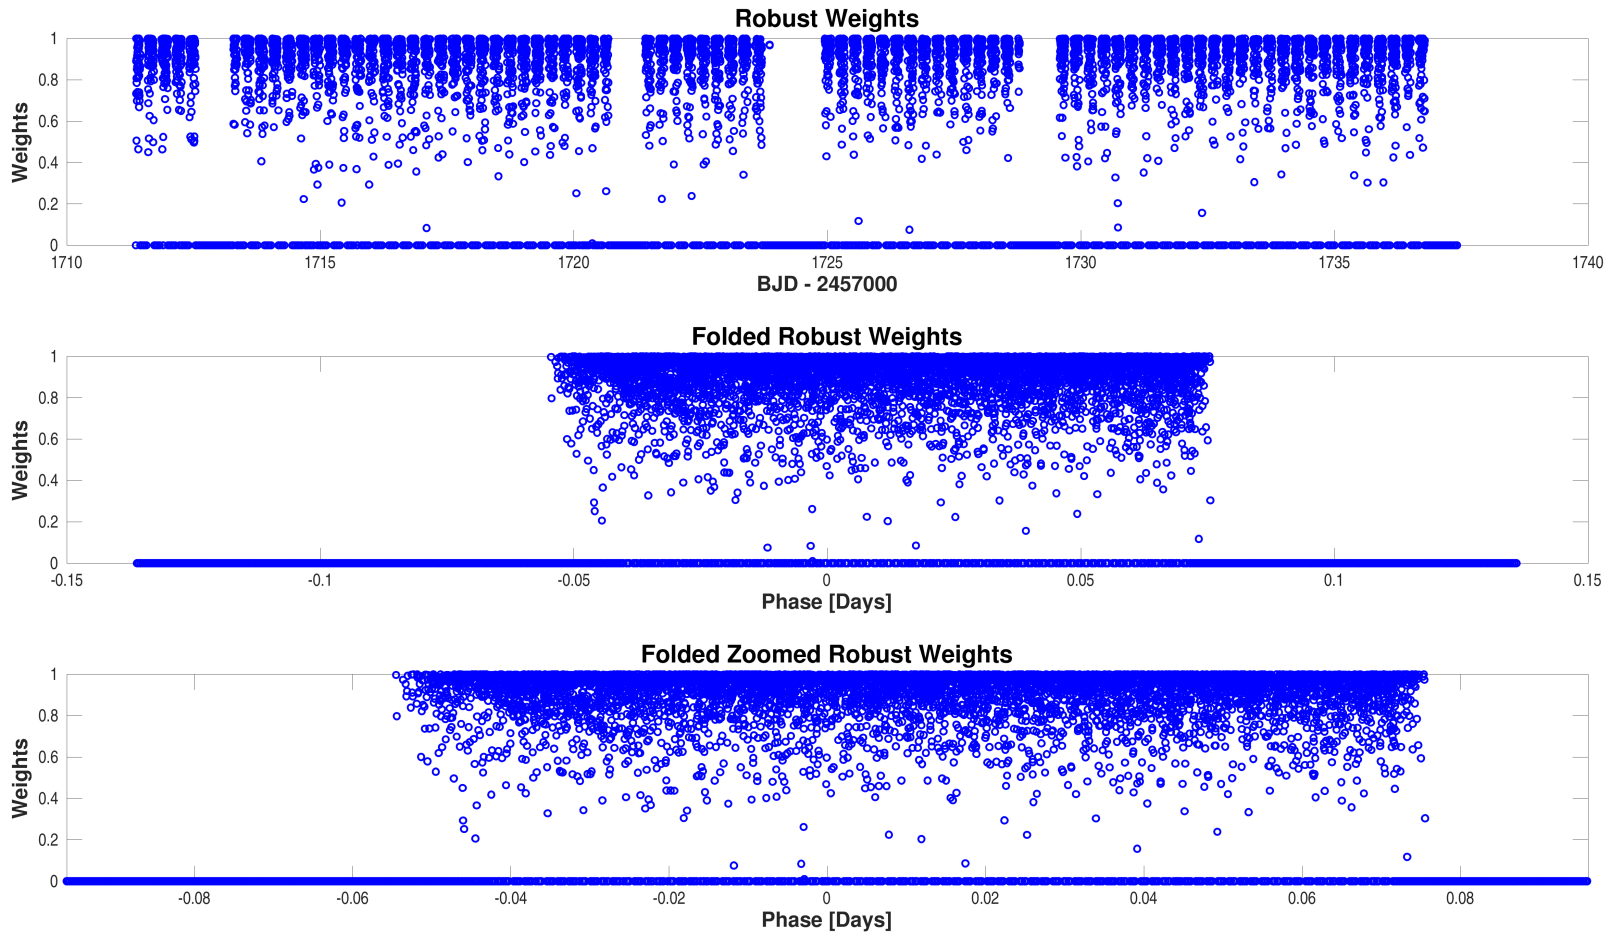 Robust Weights
1
0.8
0.6
0.4
0.2
0
Weights
1710 1715 1720 1725 1730 1735 1740
BJD - 2457000
Folded Robust Weights
1
0.8
0.6
0.4
0.2
0
Weights
-0.15 -0.1 -0.05 0 0.05 0.1 0.15
Phase [Days]
Folded Zoomed Robust Weights
1
0.8
0.6
0.4
0.2
0
Weights
-0.08 -0.06 -0.04 -0.02 0 0.02 0.04 0.06 0.08
Phase [Days]